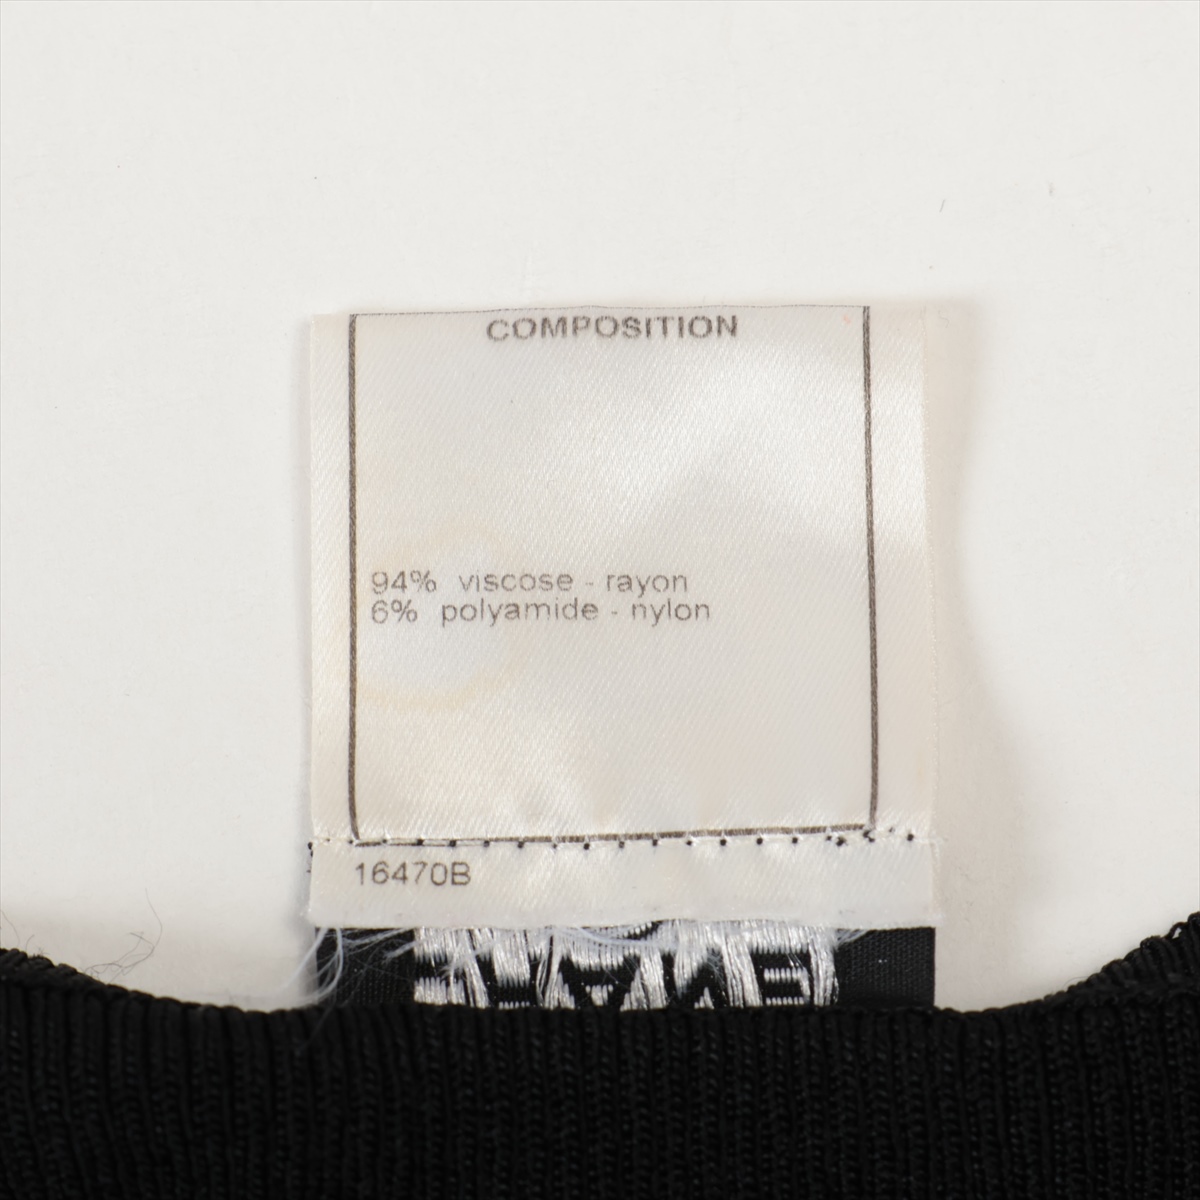 COMPOSITION
94% viscose - rayon
6% polyamide - nylon
16470B